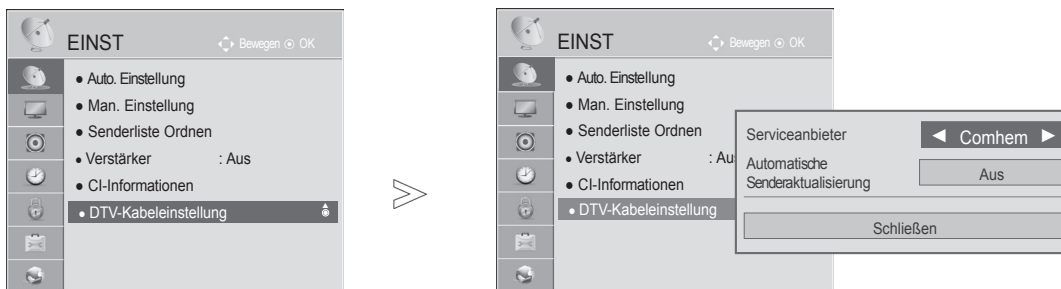 EINST
Bewegen OK
● Auto. Einstellung
● Man. Einstellung
● Senderliste Ordnen
● Verstärker : Aus
● CI-Informationen
● DTV-Kabeleinstellung
EINST
Bewegen OK
● Auto. Einstellung
● Man. Einstellung
● Senderliste Ordnen
● Verstärker : Au
● CI-Informationen
● DTV-Kabeleinstellung
Serviceanbieter ◄ Comhem ►
Automatische
Senderaktualisierung Aus
Schließen